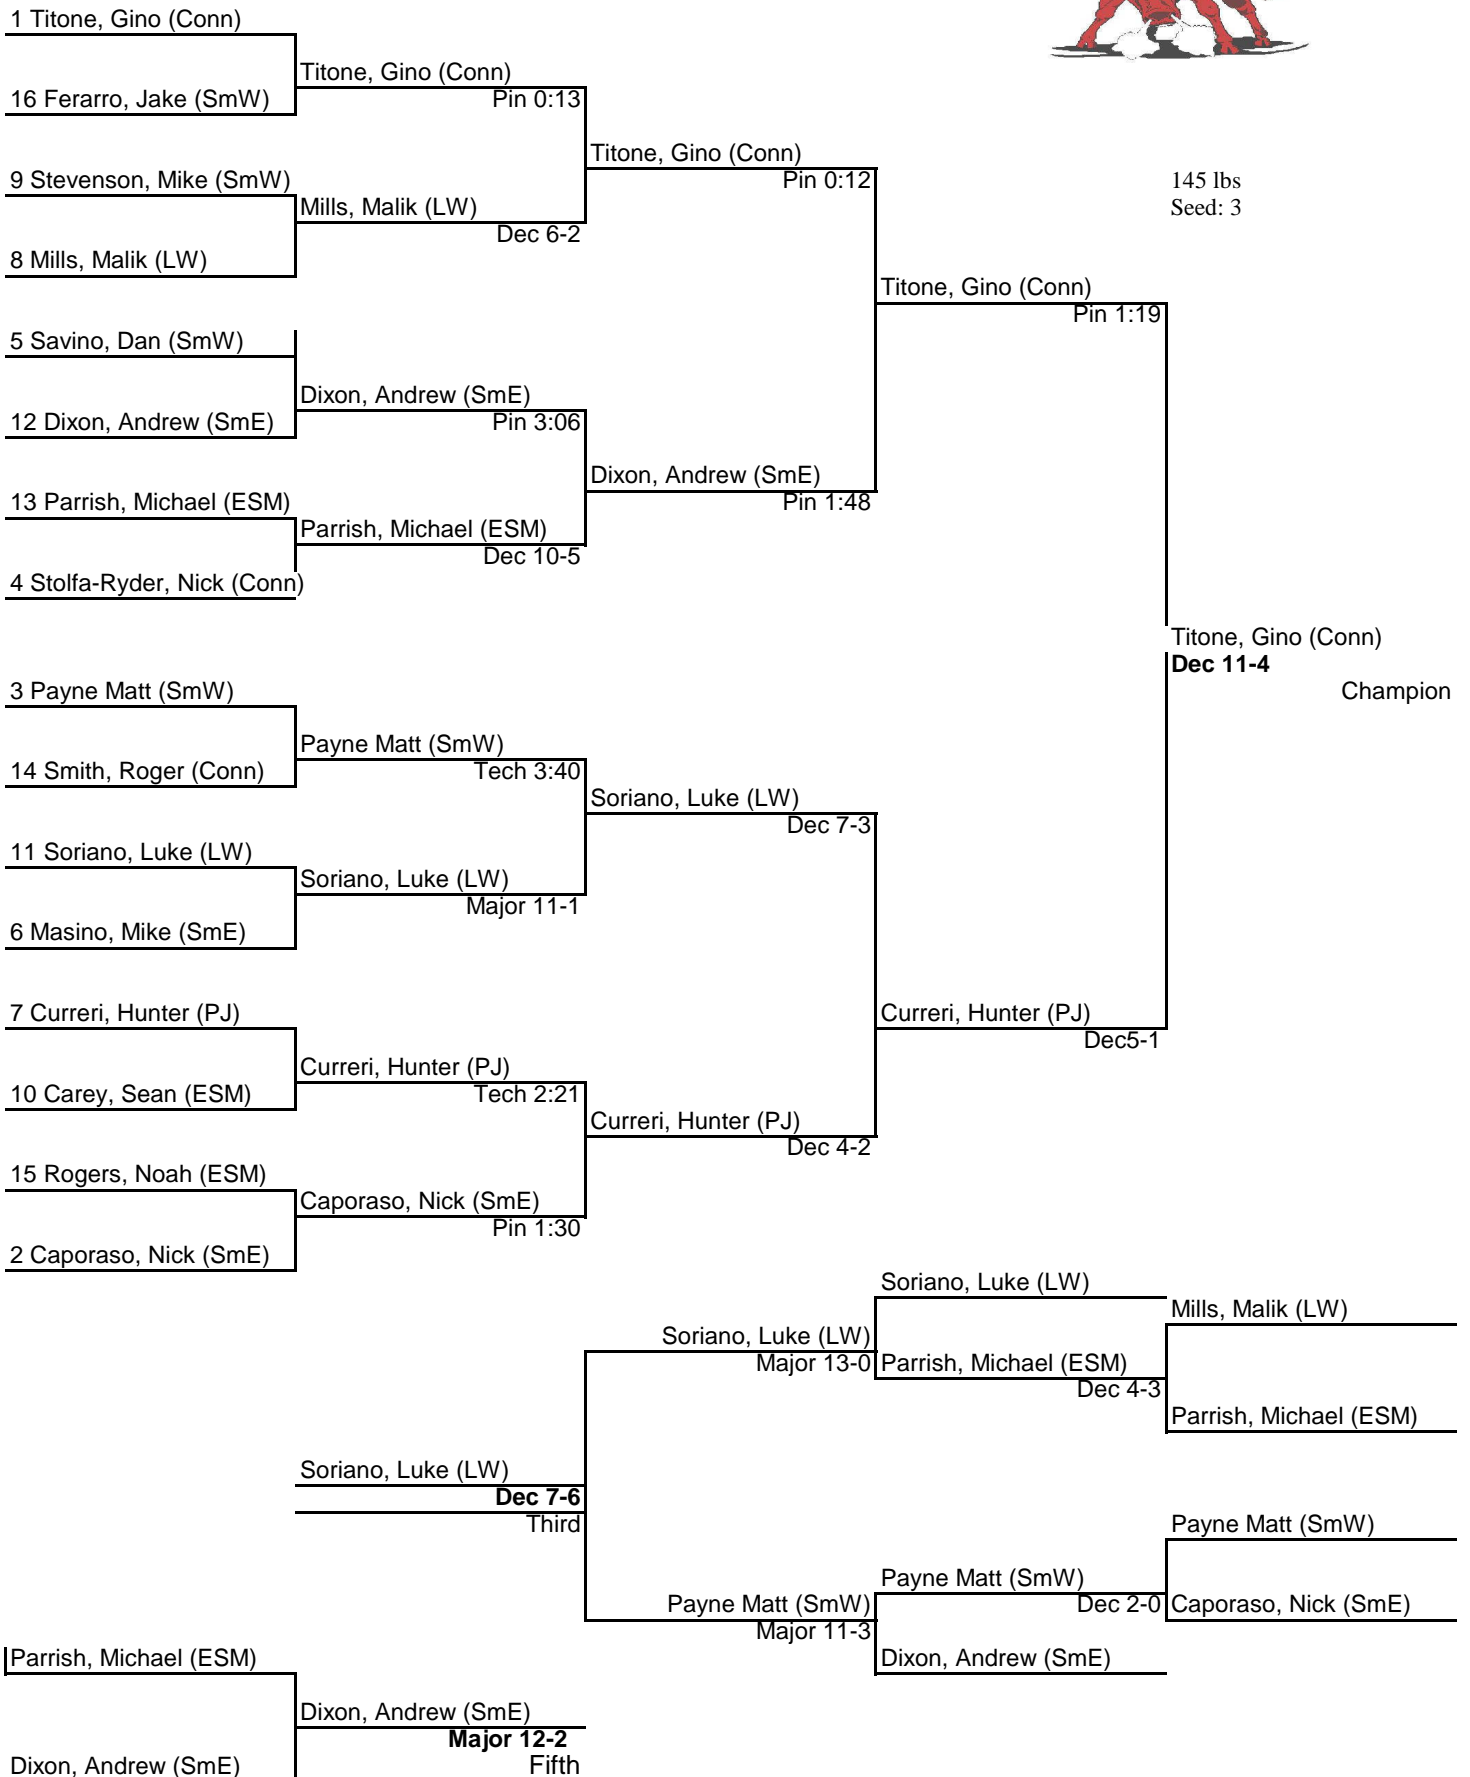 1 Titone, Gino (Conn)
Titone, Gino (Conn)
Pin 0:13
16 Ferarro, Jake (SmW)
Titone, Gino (Conn)
Pin 0:12
9 Stevenson, Mike (SmW)
145 lbs
Seed: 3
Mills, Malik (LW)
Dec 6-2
8 Mills, Malik (LW)
Titone, Gino (Conn)
Pin 1:19
5 Savino, Dan (SmW)
Dixon, Andrew (SmE)
Pin 3:06
12 Dixon, Andrew (SmE)
Dixon, Andrew (SmE)
Pin 1:48
13 Parrish, Michael (ESM)
Parrish, Michael (ESM)
Dec 10-5
4 Stolfa-Ryder, Nick (Conn)
Titone, Gino (Conn)
Dec 11-4
Champion
3 Payne Matt (SmW)
Payne Matt (SmW)
Tech 3:40
14 Smith, Roger (Conn)
Soriano, Luke (LW)
Dec 7-3
11 Soriano, Luke (LW)
Soriano, Luke (LW)
Major 11-1
6 Masino, Mike (SmE)
7 Curreri, Hunter (PJ)
Curreri, Hunter (PJ)
Dec5-1
Curreri, Hunter (PJ)
Tech 2:21
10 Carey, Sean (ESM)
Curreri, Hunter (PJ)
Dec 4-2
15 Rogers, Noah (ESM)
Caporaso, Nick (SmE)
Pin 1:30
2 Caporaso, Nick (SmE)
Soriano, Luke (LW)
Mills, Malik (LW)
Soriano, Luke (LW)
Major 13-0
Parrish, Michael (ESM)
Dec 4-3
Parrish, Michael (ESM)
Soriano, Luke (LW)
Dec 7-6
Third
Payne Matt (SmW)
Payne Matt (SmW)
Dec 2-0
Caporaso, Nick (SmE)
Payne Matt (SmW)
Major 11-3
Dixon, Andrew (SmE)
Parrish, Michael (ESM)
Dixon, Andrew (SmE)
Major 12-2
Fifth
Dixon, Andrew (SmE)